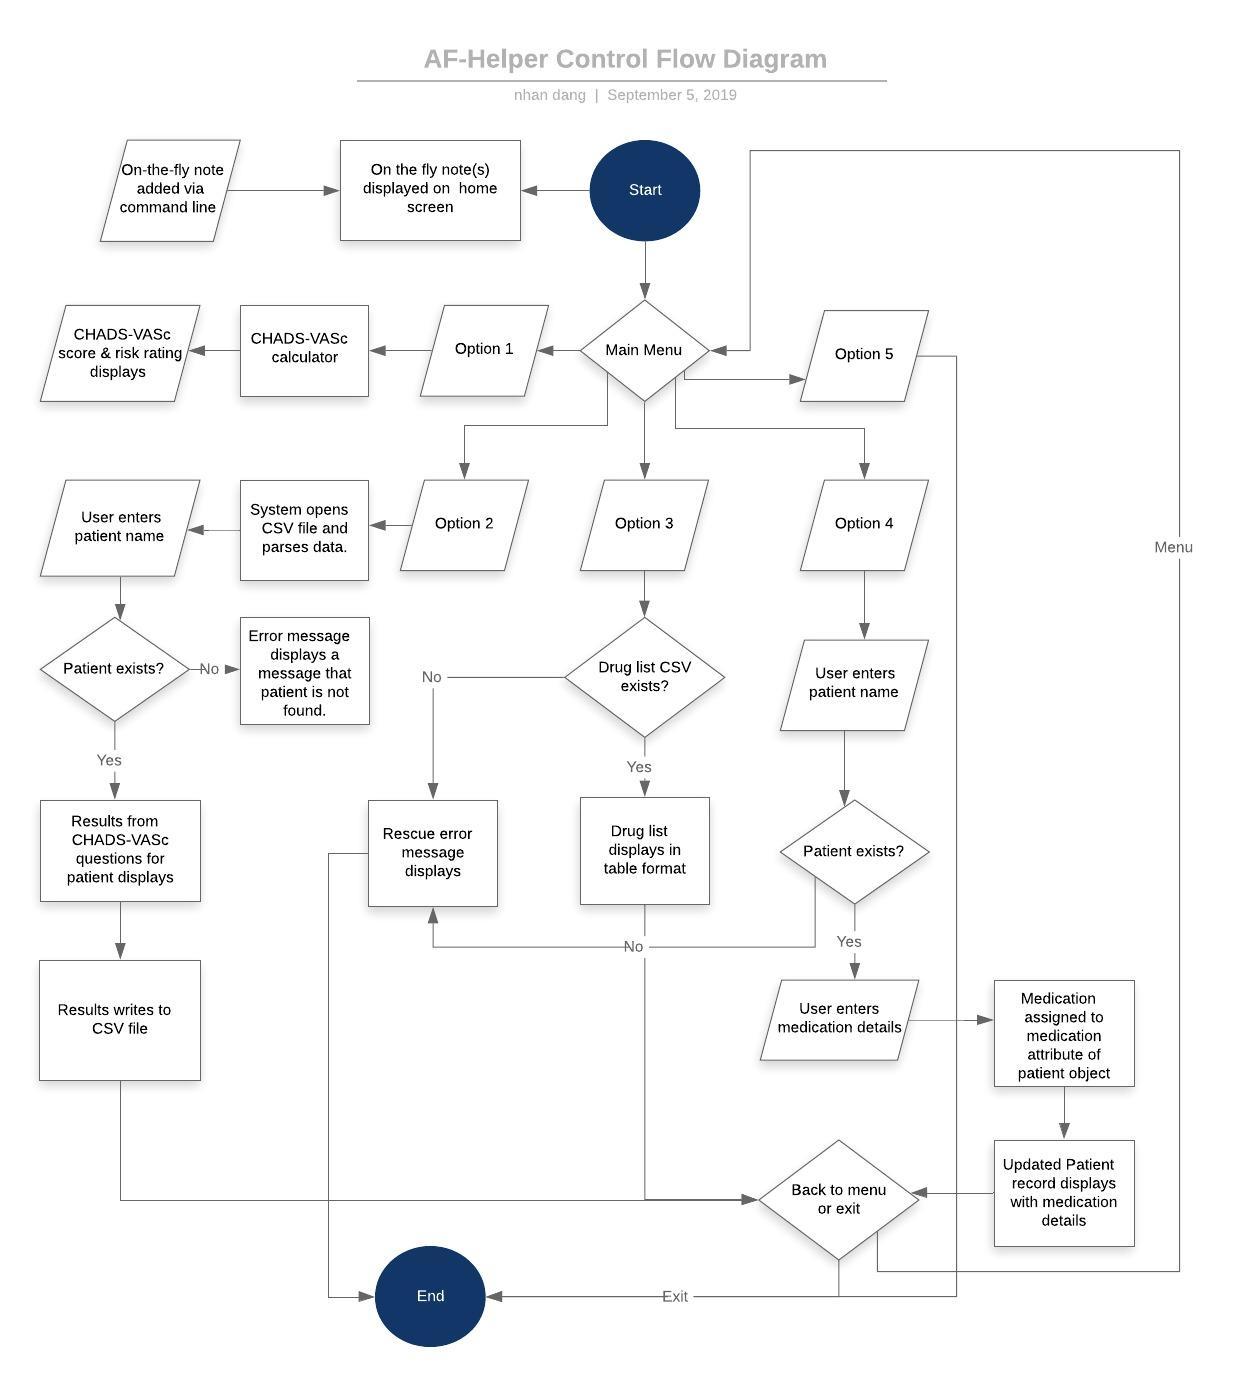 AF-Helper Control Flow Diagram
nhan dang | September 5, 2019
On-the-fly note
added via
command line
On the fly note(s)
displayed on home
screen
Start
CHADS-VASc
score & risk rating
displays
CHADS-VASc
calculator
Option 1
Main Menu
Option 5
User enters
patient name
System opens
CSV file and
parses data.
Option 2
Option 3
Option 4
Menu
Patient exists?
No
Error message
displays a
message that
patient is not
found.
No
Drug list CSV
exists?
User enters
patient name
Yes
Yes
Results from
CHADS-VASc
questions for
patient displays
Rescue error
message
displays
Drug list
displays in
table format
Patient exists?
No
Yes
Results writes to
CSV file
User enters
medication details
Medication
assigned to
medication
attribute of
patient object
Back to menu
or exit
Updated Patient
record displays
with medication
details
End
Exit